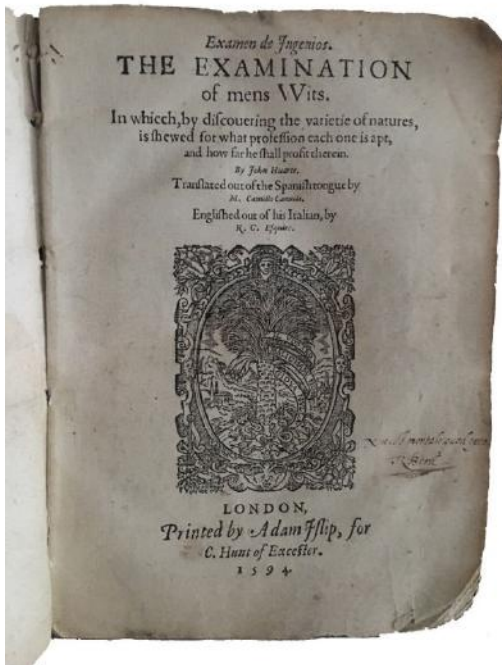 Examen de Ingenios.
THE EXAMINATION
of mens VVits.
In whicch, by discouering the varietie of natures,
is shewed for what profession each one is apt,
and how far he shall profit therein.
By John Huarte.
Translated out of the Spanish tongue by
M. Camillo Camilli.
Englished out of his Italian, by
R. C. Esquire.
LONDON,
Printed by Adam Islip, for
C. Hunt of Excester.
1594.